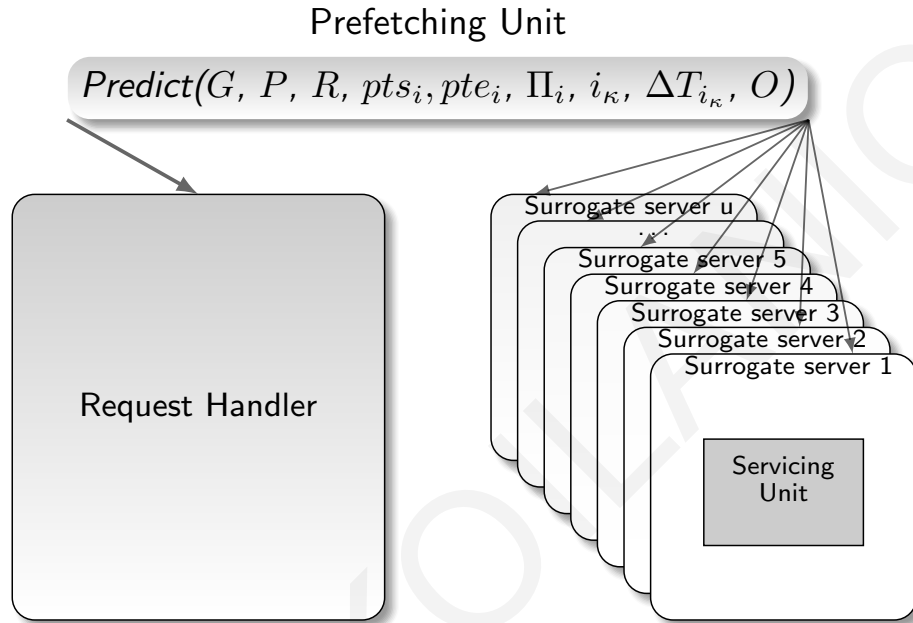 Prefetching Unit
Predict(G, P, R, pts_i, pte_i, Π_i, i_κ, ΔT_{i_κ}, O)
Surrogate server u
...
Surrogate server 5
Surrogate server 4
Surrogate server 3
Surrogate server 2
Surrogate server 1
Request Handler
Servicing
Unit